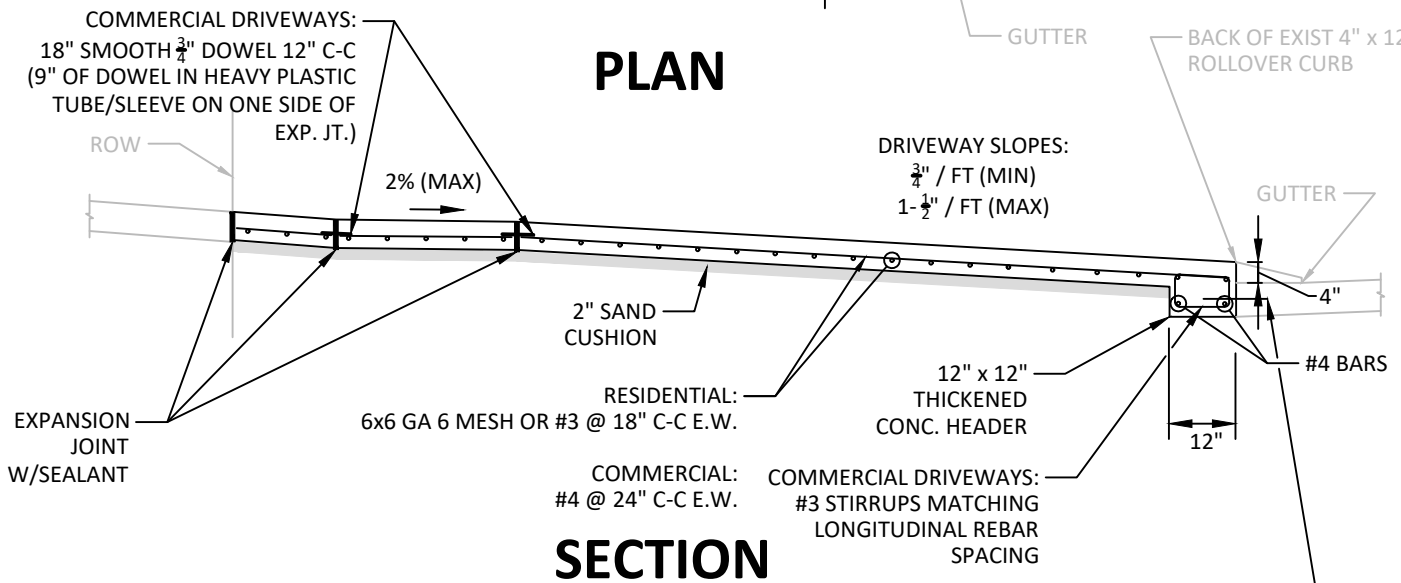 COMMERCIAL DRIVEWAYS:
18" SMOOTH 3/4" DOWEL 12" C-C
(9" OF DOWEL IN HEAVY PLASTIC
TUBE/SLEEVE ON ONE SIDE OF
EXP. JT.)
PLAN
GUTTER
BACK OF EXIST 4" x 12
ROLLOVER CURB
ROW
2% (MAX)
DRIVEWAY SLOPES:
3/4" / FT (MIN)
1-1/2" / FT (MAX)
GUTTER
4"
2" SAND
CUSHION
#4 BARS
12" x 12"
THICKENED
CONC. HEADER
12"
EXPANSION
JOINT
W/SEALANT
RESIDENTIAL:
6x6 GA 6 MESH OR #3 @ 18" C-C E.W.
COMMERCIAL:
#4 @ 24" C-C E.W.
COMMERCIAL DRIVEWAYS:
#3 STIRRUPS MATCHING
LONGITUDINAL REBAR
SPACING
SECTION